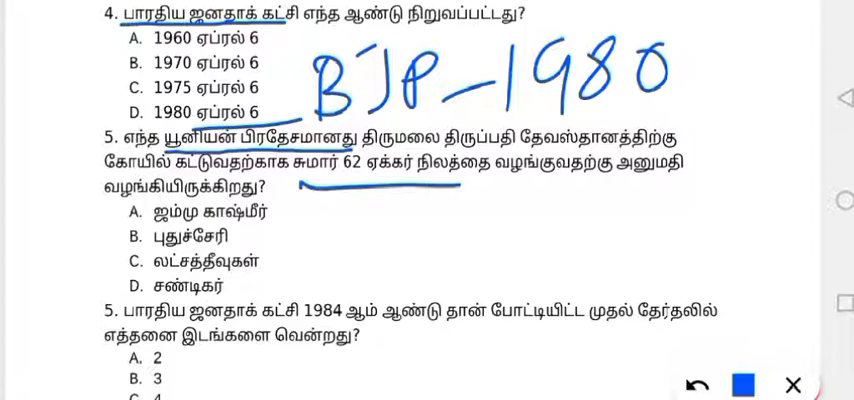 4. பாரதிய ஜனதாக் கட்சி எந்த ஆண்டு நிறுவப்பட்டது?
A. 1960 ஏப்ரல் 6
B. 1970 ஏப்ரல் 6
C. 1975 ஏப்ரல் 6
D. 1980 ஏப்ரல் 6
BJP - 1980
5. எந்த யூனியன் பிரதேசமானது திருமலை திருப்பதி தேவஸ்தானத்திற்கு
கோயில் கட்டுவதற்காக சுமார் 62 ஏக்கர் நிலத்தை வழங்குவதற்கு அனுமதி
வழங்கியிருக்கிறது?
A. ஜம்மு காஷ்மீர்
B. புதுச்சேரி
C. லட்சத்தீவுகள்
D. சண்டிகர்
5. பாரதிய ஜனதாக் கட்சி 1984 ஆம் ஆண்டு தான் போட்டியிட்ட முதல் தேர்தலில்
எத்தனை இடங்களை வென்றது?
A. 2
B. 3
C. 4